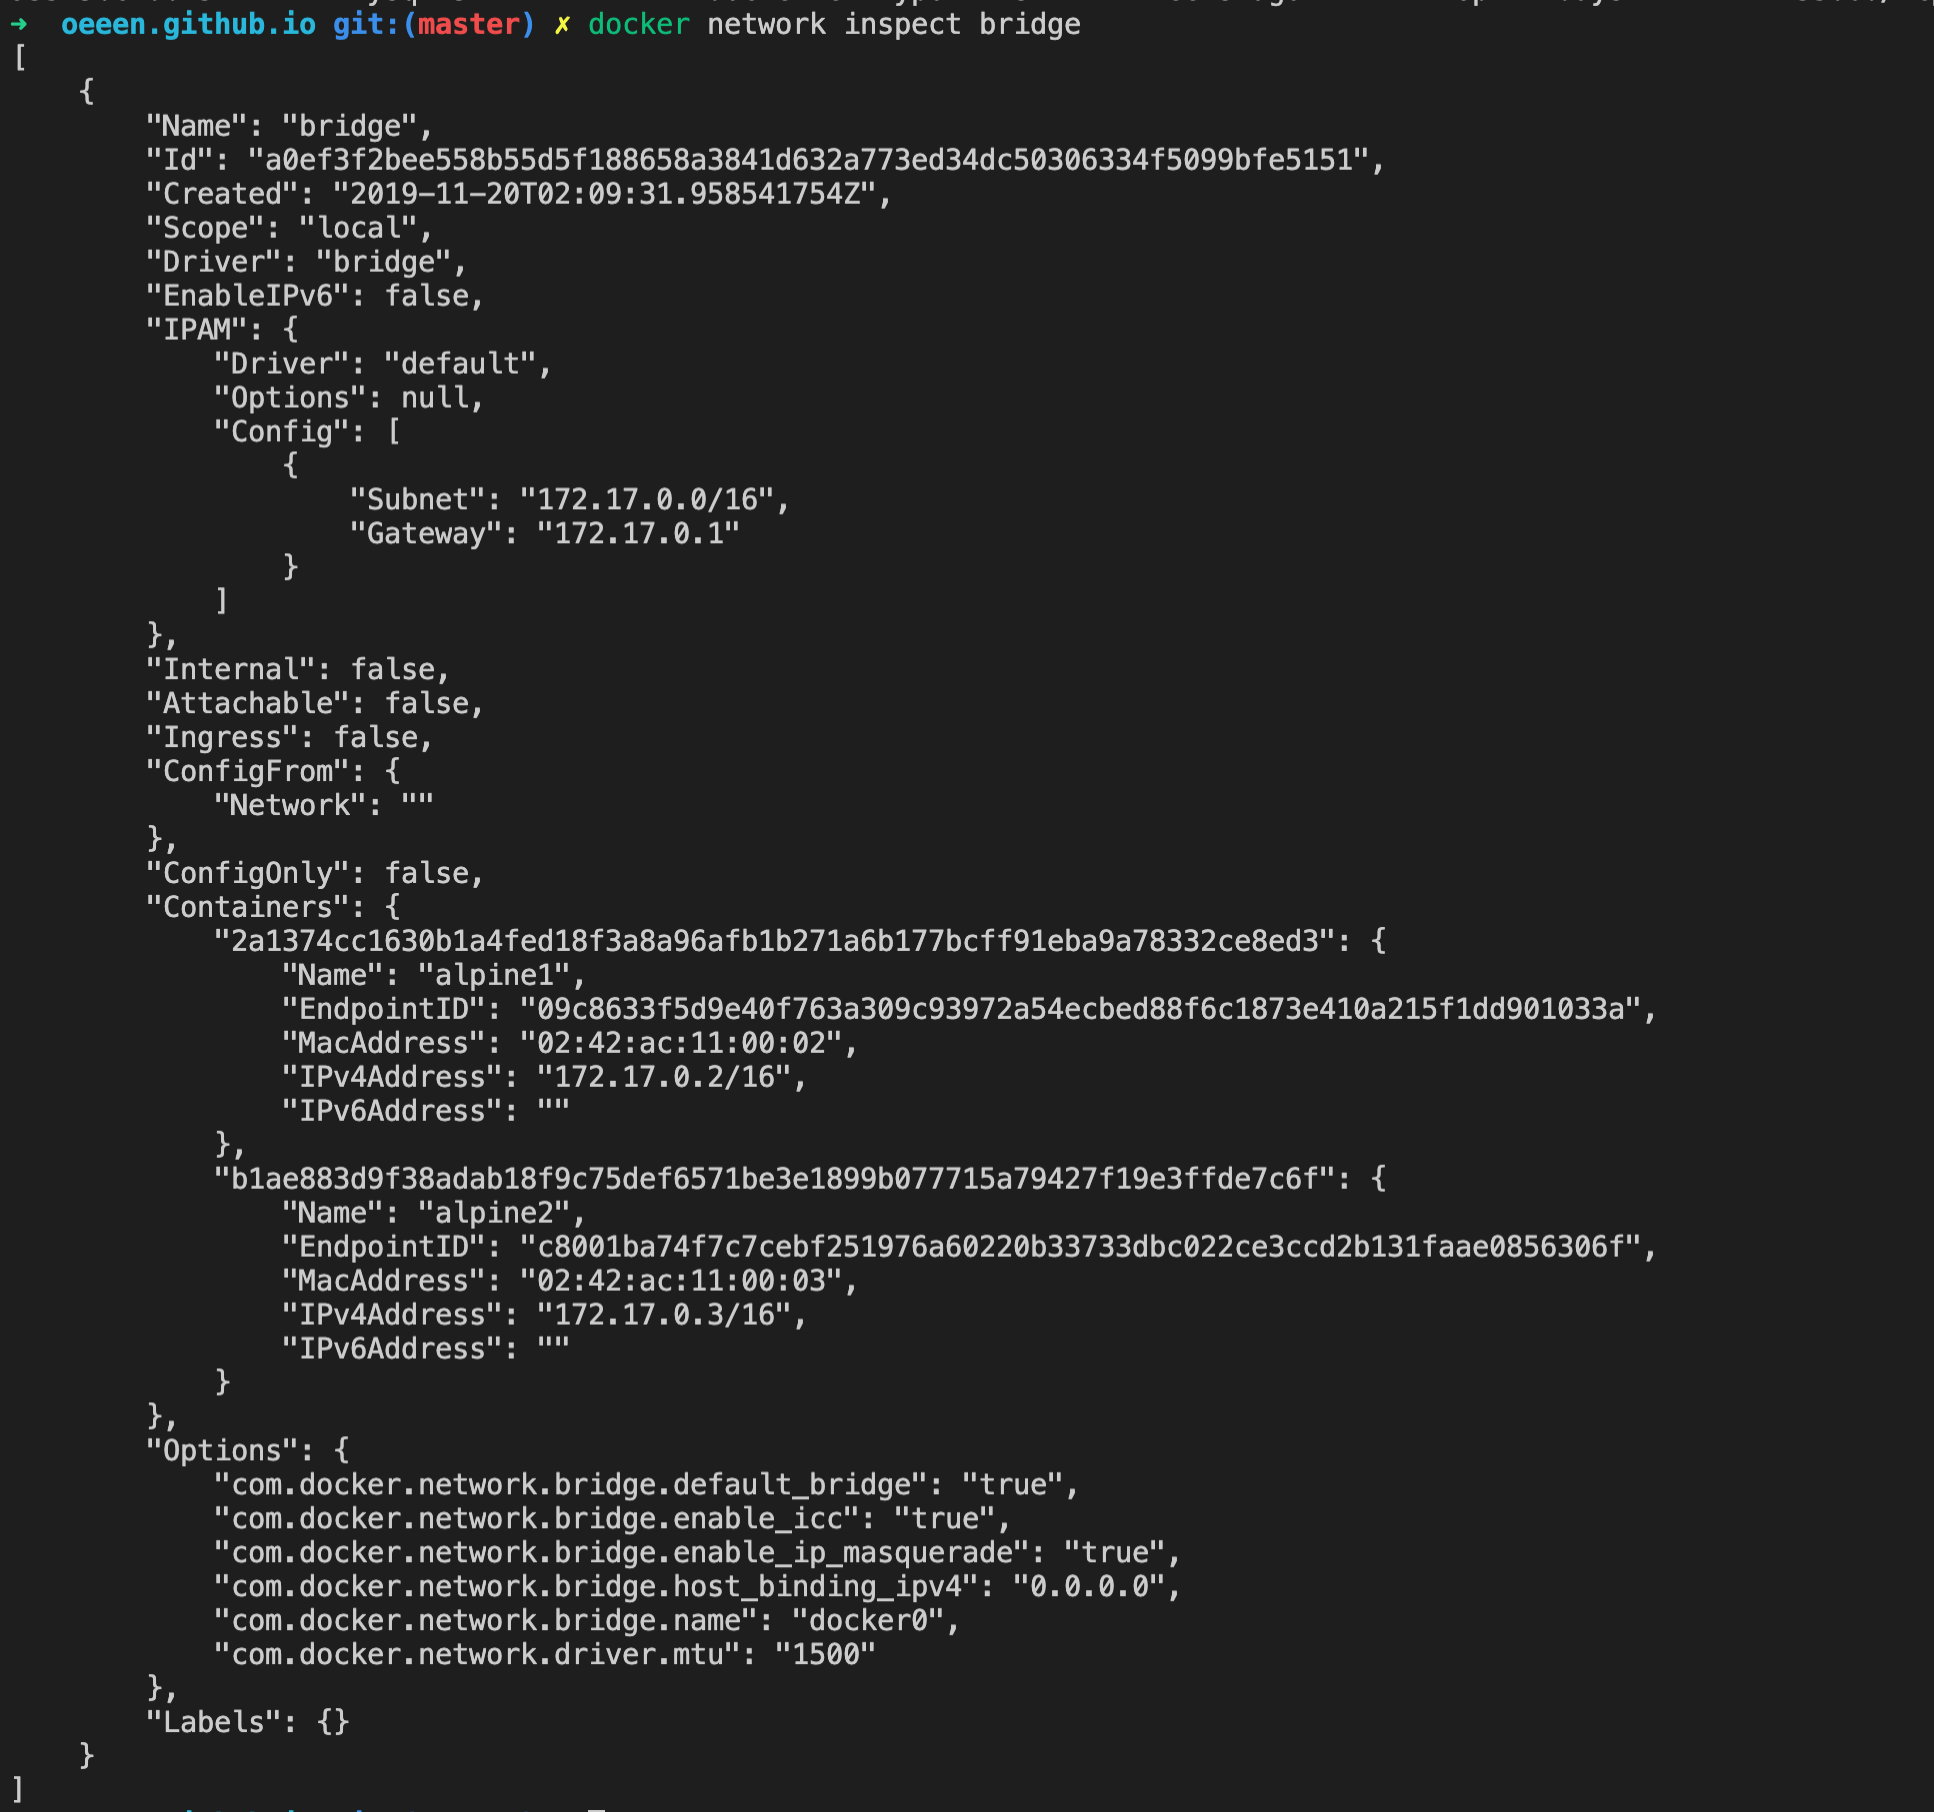 ➜  oeeen.github.io git:(master) ✗ docker network inspect bridge
[
    {
        "Name": "bridge",
        "Id": "a0ef3f2bee558b55d5f188658a3841d632a773ed34dc50306334f5099bfe5151",
        "Created": "2019-11-20T02:09:31.958541754Z",
        "Scope": "local",
        "Driver": "bridge",
        "EnableIPv6": false,
        "IPAM": {
            "Driver": "default",
            "Options": null,
            "Config": [
                {
                    "Subnet": "172.17.0.0/16",
                    "Gateway": "172.17.0.1"
                }
            ]
        },
        "Internal": false,
        "Attachable": false,
        "Ingress": false,
        "ConfigFrom": {
            "Network": ""
        },
        "ConfigOnly": false,
        "Containers": {
            "2a1374cc1630b1a4fed18f3a8a96afb1b271a6b177bcff91eba9a78332ce8ed3": {
                "Name": "alpine1",
                "EndpointID": "09c8633f5d9e40f763a309c93972a54ecbed88f6c1873e410a215f1dd901033a",
                "MacAddress": "02:42:ac:11:00:02",
                "IPv4Address": "172.17.0.2/16",
                "IPv6Address": ""
            },
            "b1ae883d9f38adab18f9c75def6571be3e1899b077715a79427f19e3ffde7c6f": {
                "Name": "alpine2",
                "EndpointID": "c8001ba74f7c7cebf251976a60220b33733dbc022ce3ccd2b131faae0856306f",
                "MacAddress": "02:42:ac:11:00:03",
                "IPv4Address": "172.17.0.3/16",
                "IPv6Address": ""
            }
        },
        "Options": {
            "com.docker.network.bridge.default_bridge": "true",
            "com.docker.network.bridge.enable_icc": "true",
            "com.docker.network.bridge.enable_ip_masquerade": "true",
            "com.docker.network.bridge.host_binding_ipv4": "0.0.0.0",
            "com.docker.network.bridge.name": "docker0",
            "com.docker.network.driver.mtu": "1500"
        },
        "Labels": {}
    }
]